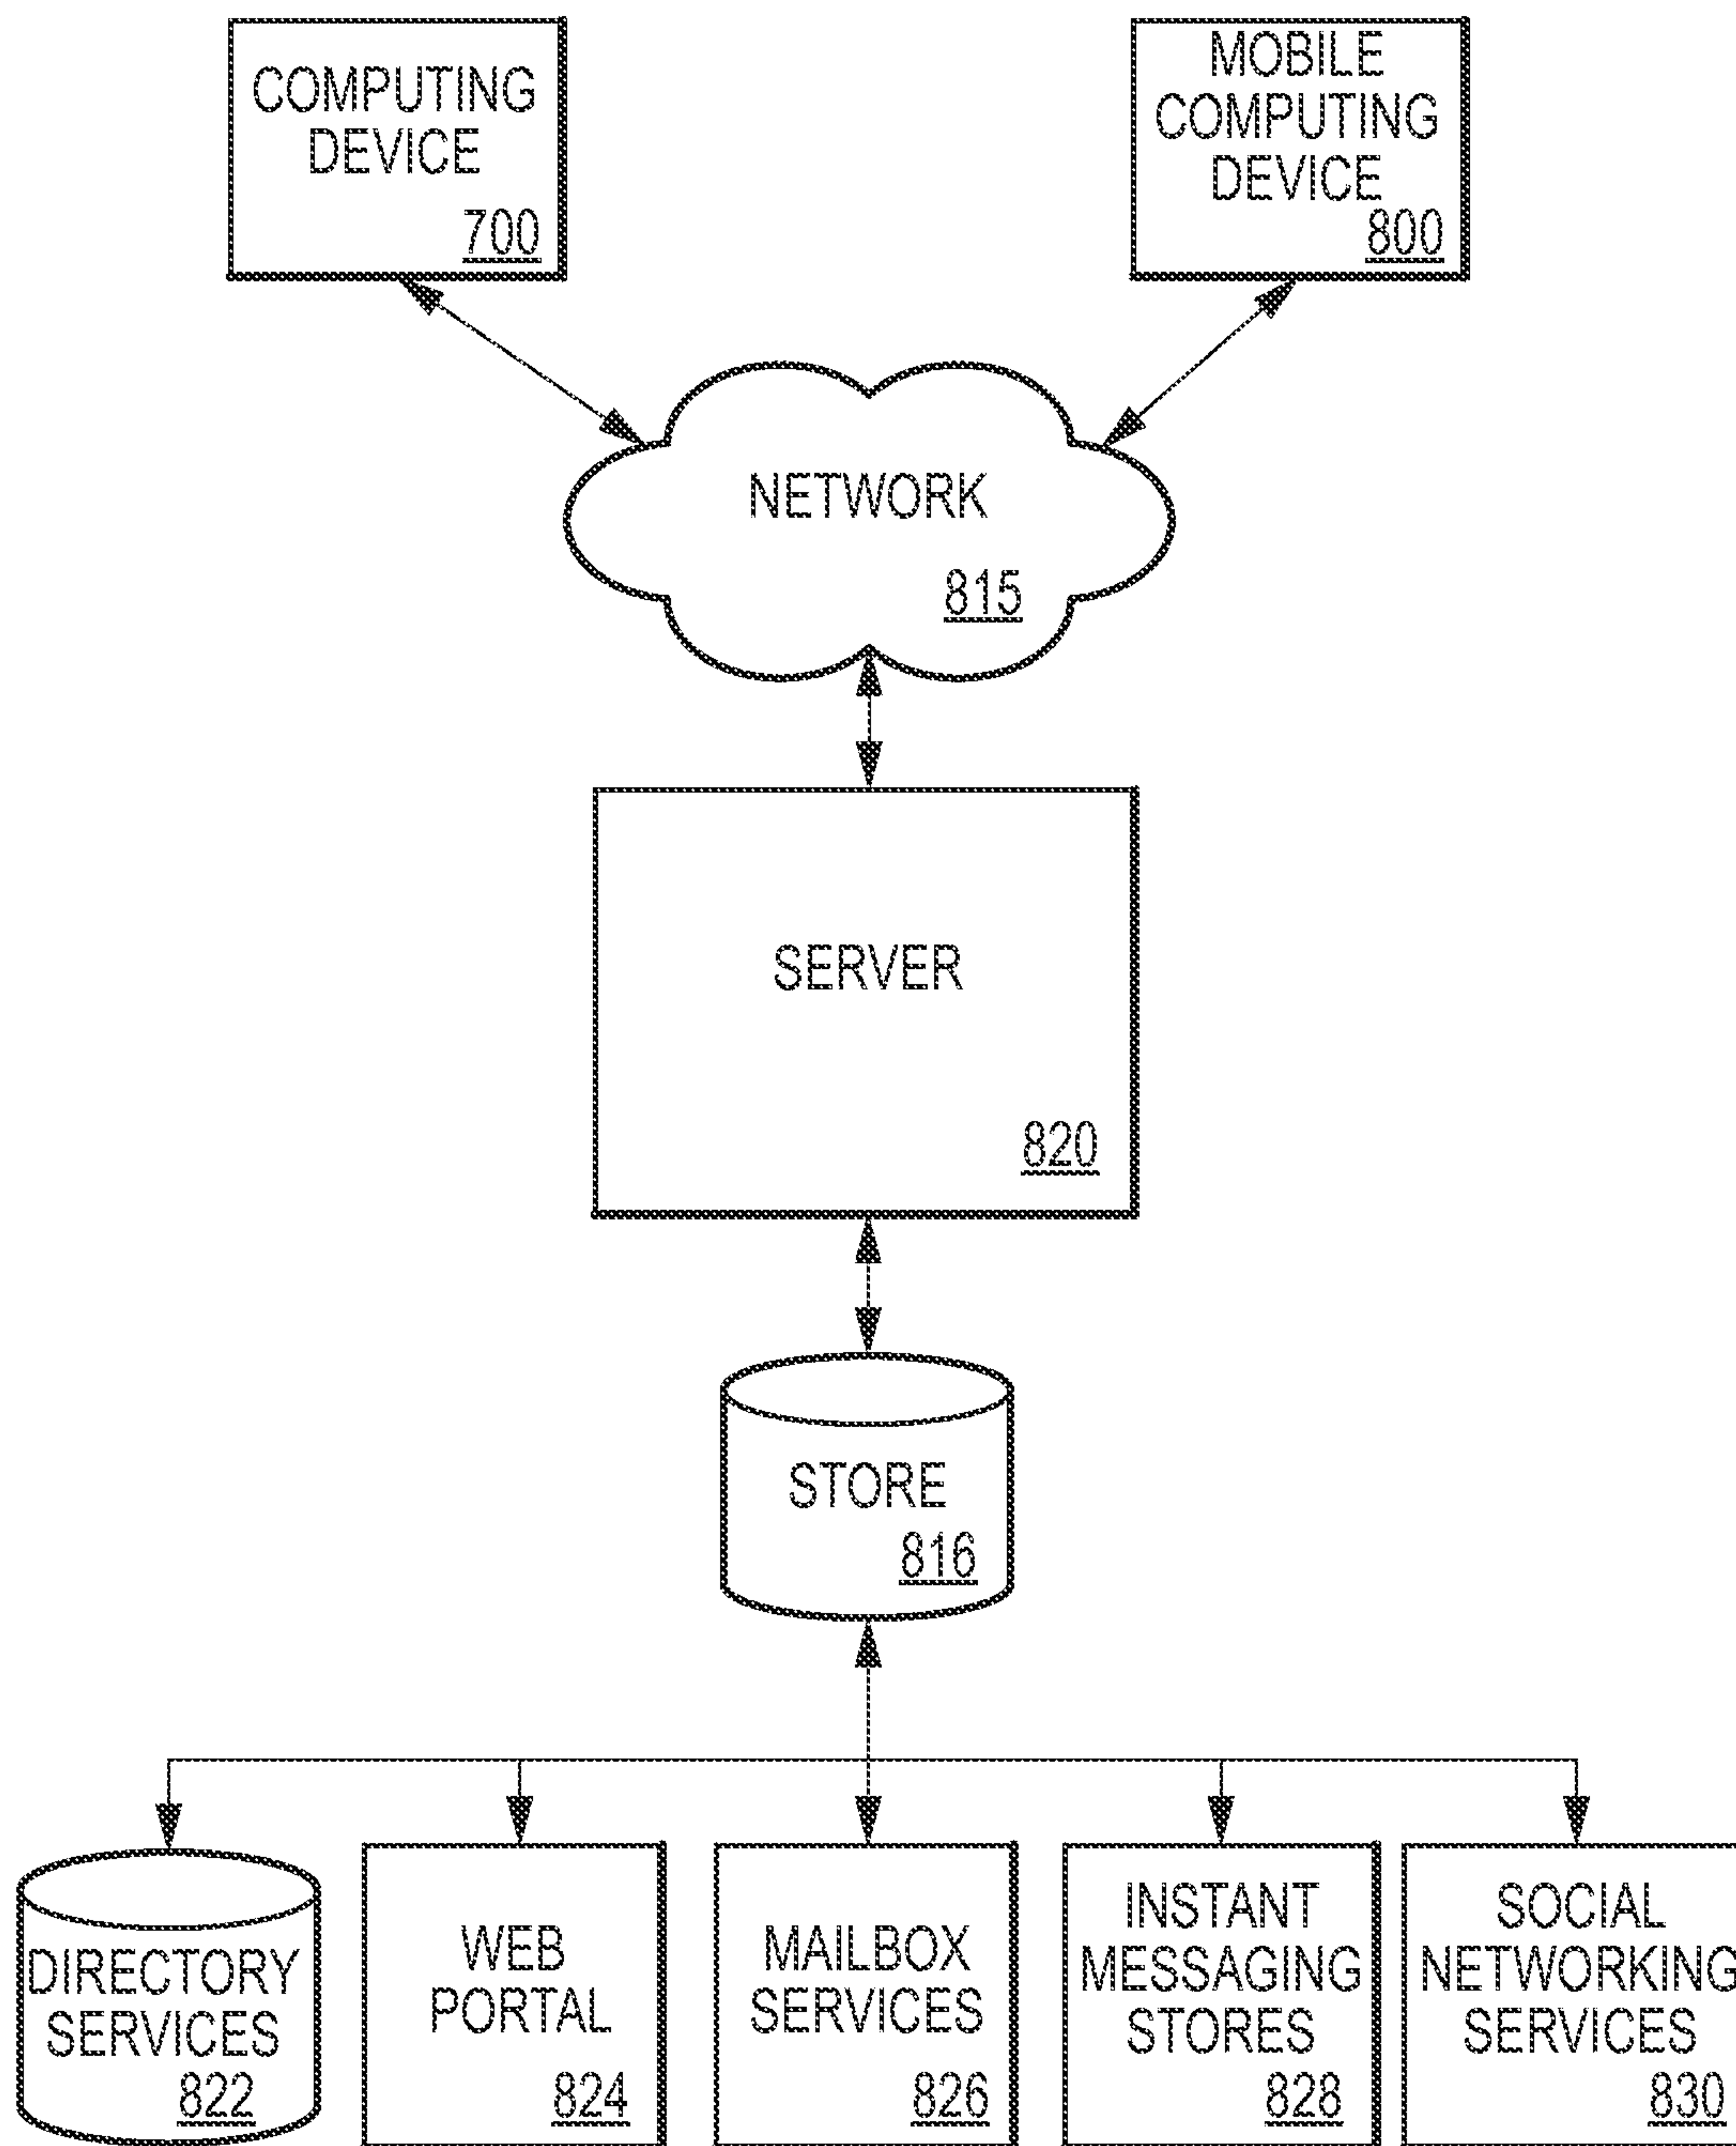 COMPUTING
DEVICE
700
MOBILE
COMPUTING
DEVICE
800
NETWORK
815
SERVER
820
STORE
816
DIRECTORY
SERVICES
822
WEB
PORTAL
824
MAILBOX
SERVICES
826
INSTANT
MESSAGING
STORES
828
SOCIAL
NETWORKING
SERVICES
830